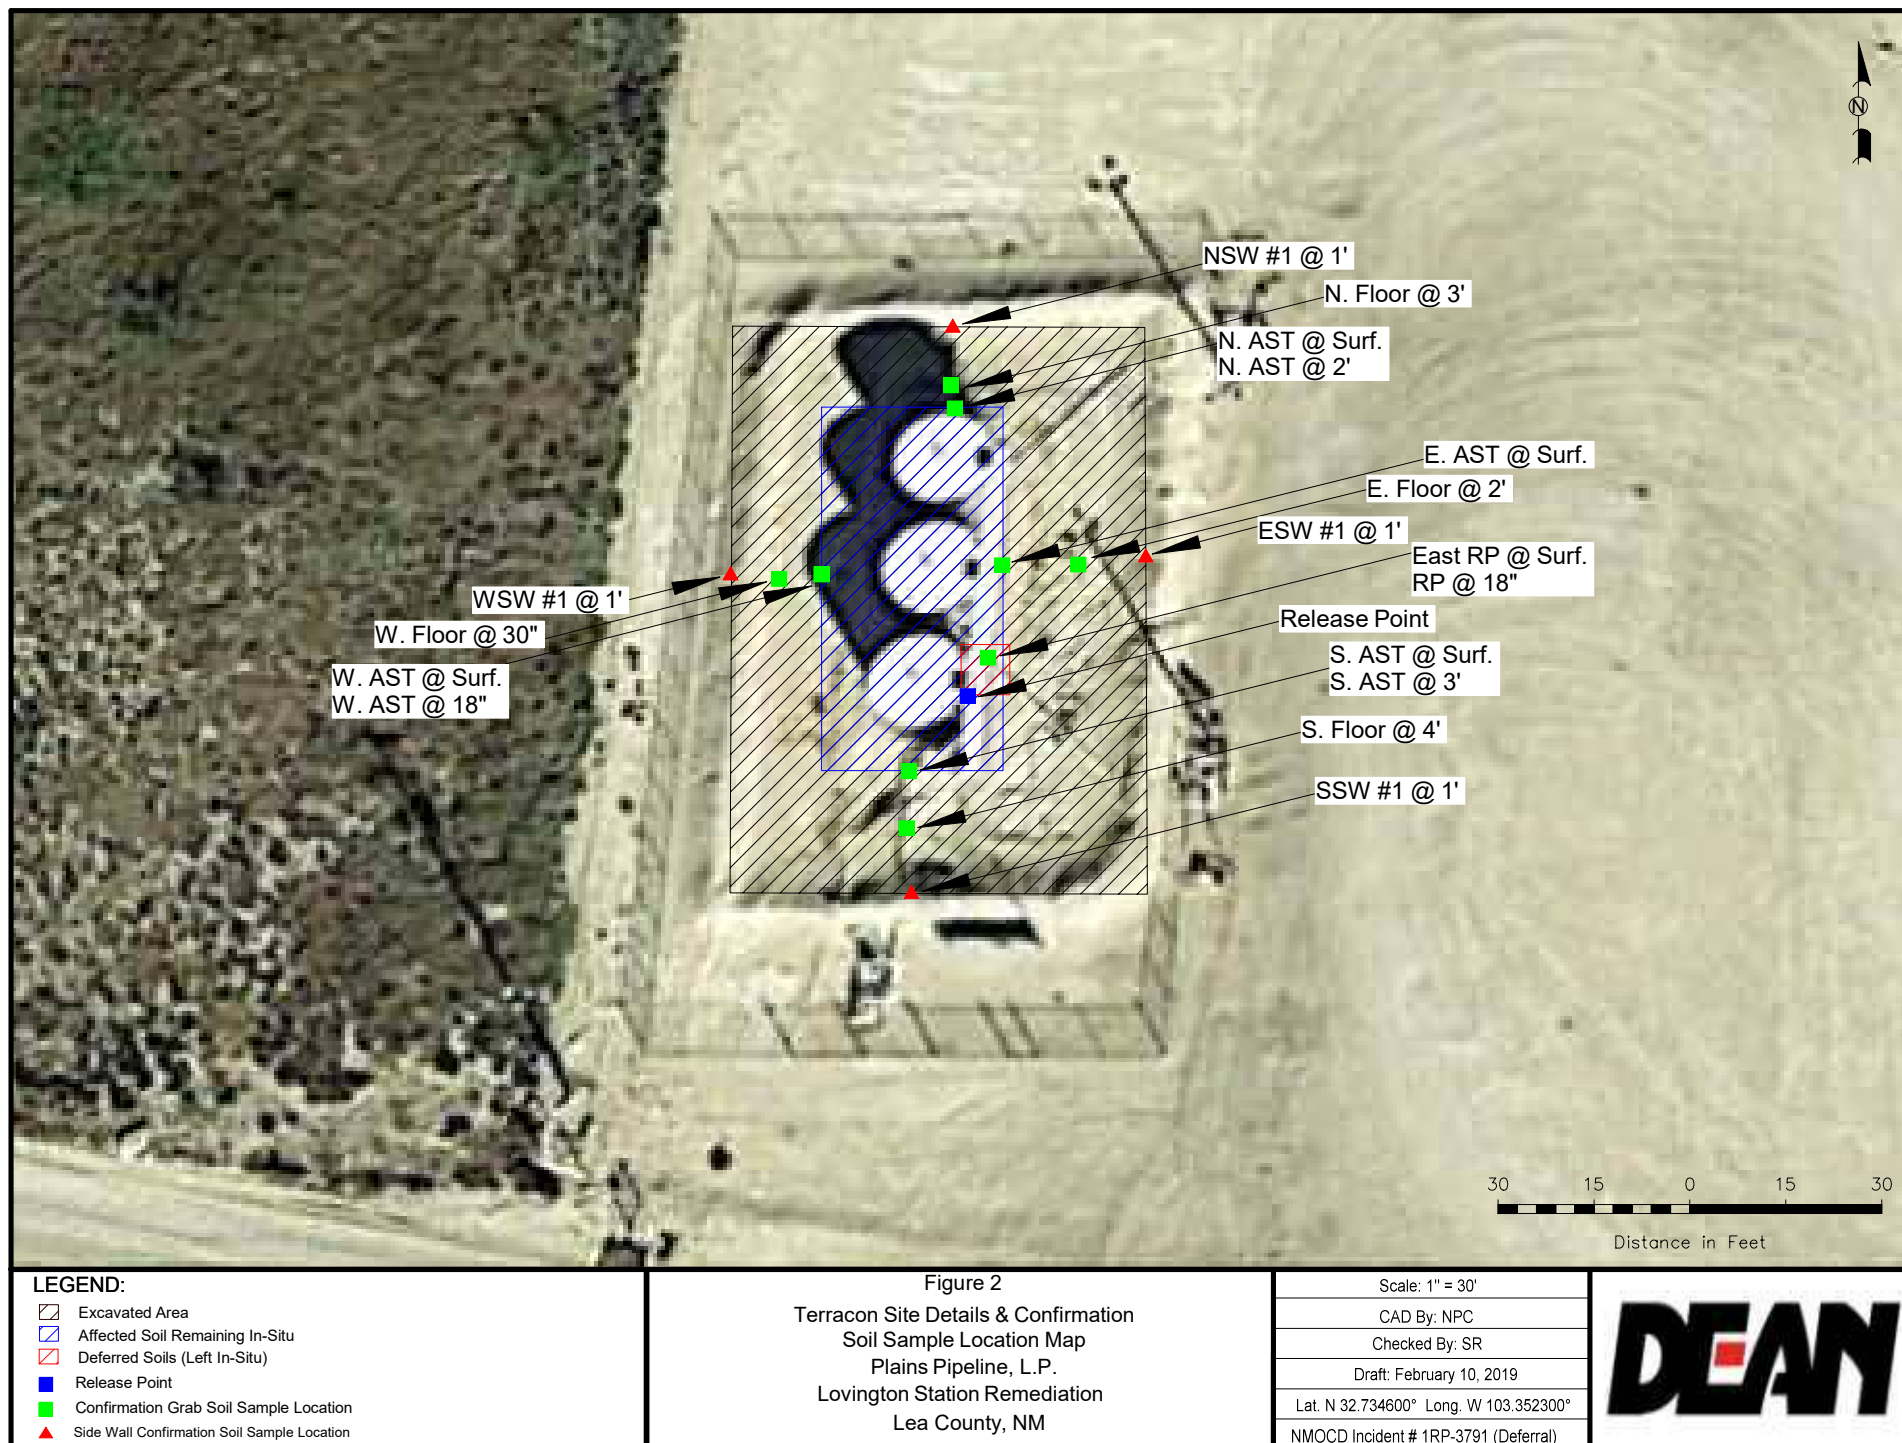 N
NSW #1 @ 1'
N. Floor @ 3'
N. AST @ Surf.
N. AST @ 2'
E. AST @ Surf.
E. Floor @ 2'
ESW #1 @ 1'
East RP @ Surf.
RP @ 18"
Release Point
S. AST @ Surf.
S. AST @ 3'
S. Floor @ 4'
SSW #1 @ 1'
WSW #1 @ 1'
W. Floor @ 30"
W. AST @ Surf.
W. AST @ 18"
30 15 0 15 30
Distance in Feet
LEGEND:
Excavated Area
Affected Soil Remaining In-Situ
Deferred Soils (Left In-Situ)
Release Point
Confirmation Grab Soil Sample Location
Side Wall Confirmation Soil Sample Location
Figure 2
Terracon Site Details & Confirmation
Soil Sample Location Map
Plains Pipeline, L.P.
Lovington Station Remediation
Lea County, NM
Scale: 1" = 30'
CAD By: NPC
Checked By: SR
Draft: February 10, 2019
Lat. N 32.734600° Long. W 103.352300°
NMOCD Incident # 1RP-3791 (Deferral)
DEAN